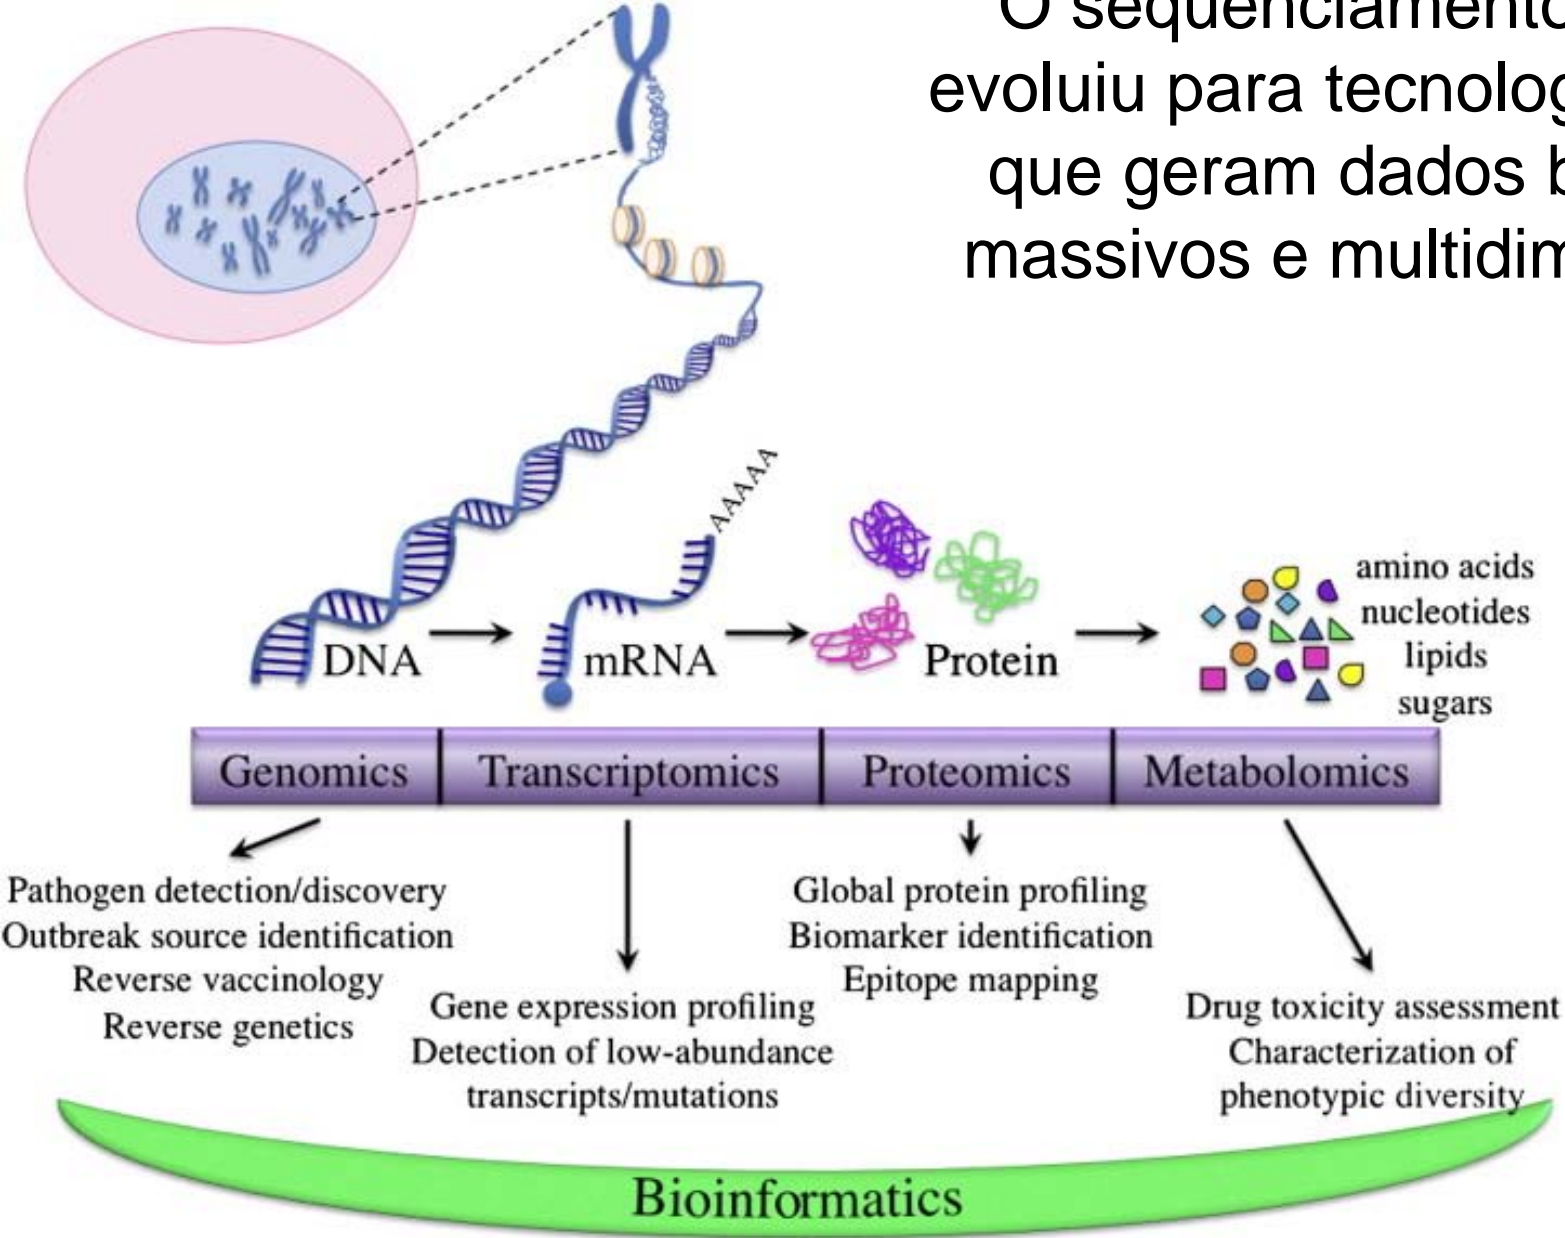 O sequenciamento
evoluiu para
que geram dados
massivos e
AAAAA
amino acids
nucleotides
lipids
sugars
DNA
mRNA
Protein
Genomics
Transcriptomics
Proteomics
Metabolomics
Pathogen detection/discovery
Outbreak source identification
Reverse vaccinology
Reverse genetics
Gene expression profiling
Detection of low-abundance
transcripts/mutations
Global protein profiling
Biomarker identification
Epitope mapping
Drug toxicity assessment
Characterization of
phenotypic diversity
Bioinformatics